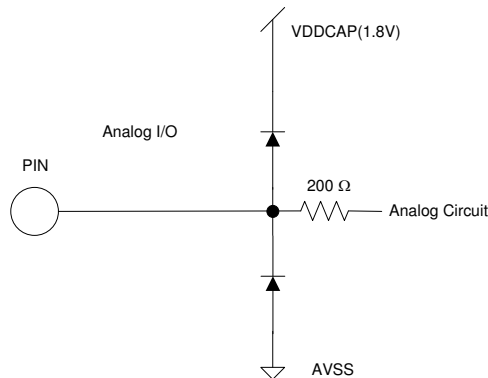 VDDCAP(1.8V)
Analog I/O
PIN
200 Ω
Analog Circuit
AVSS